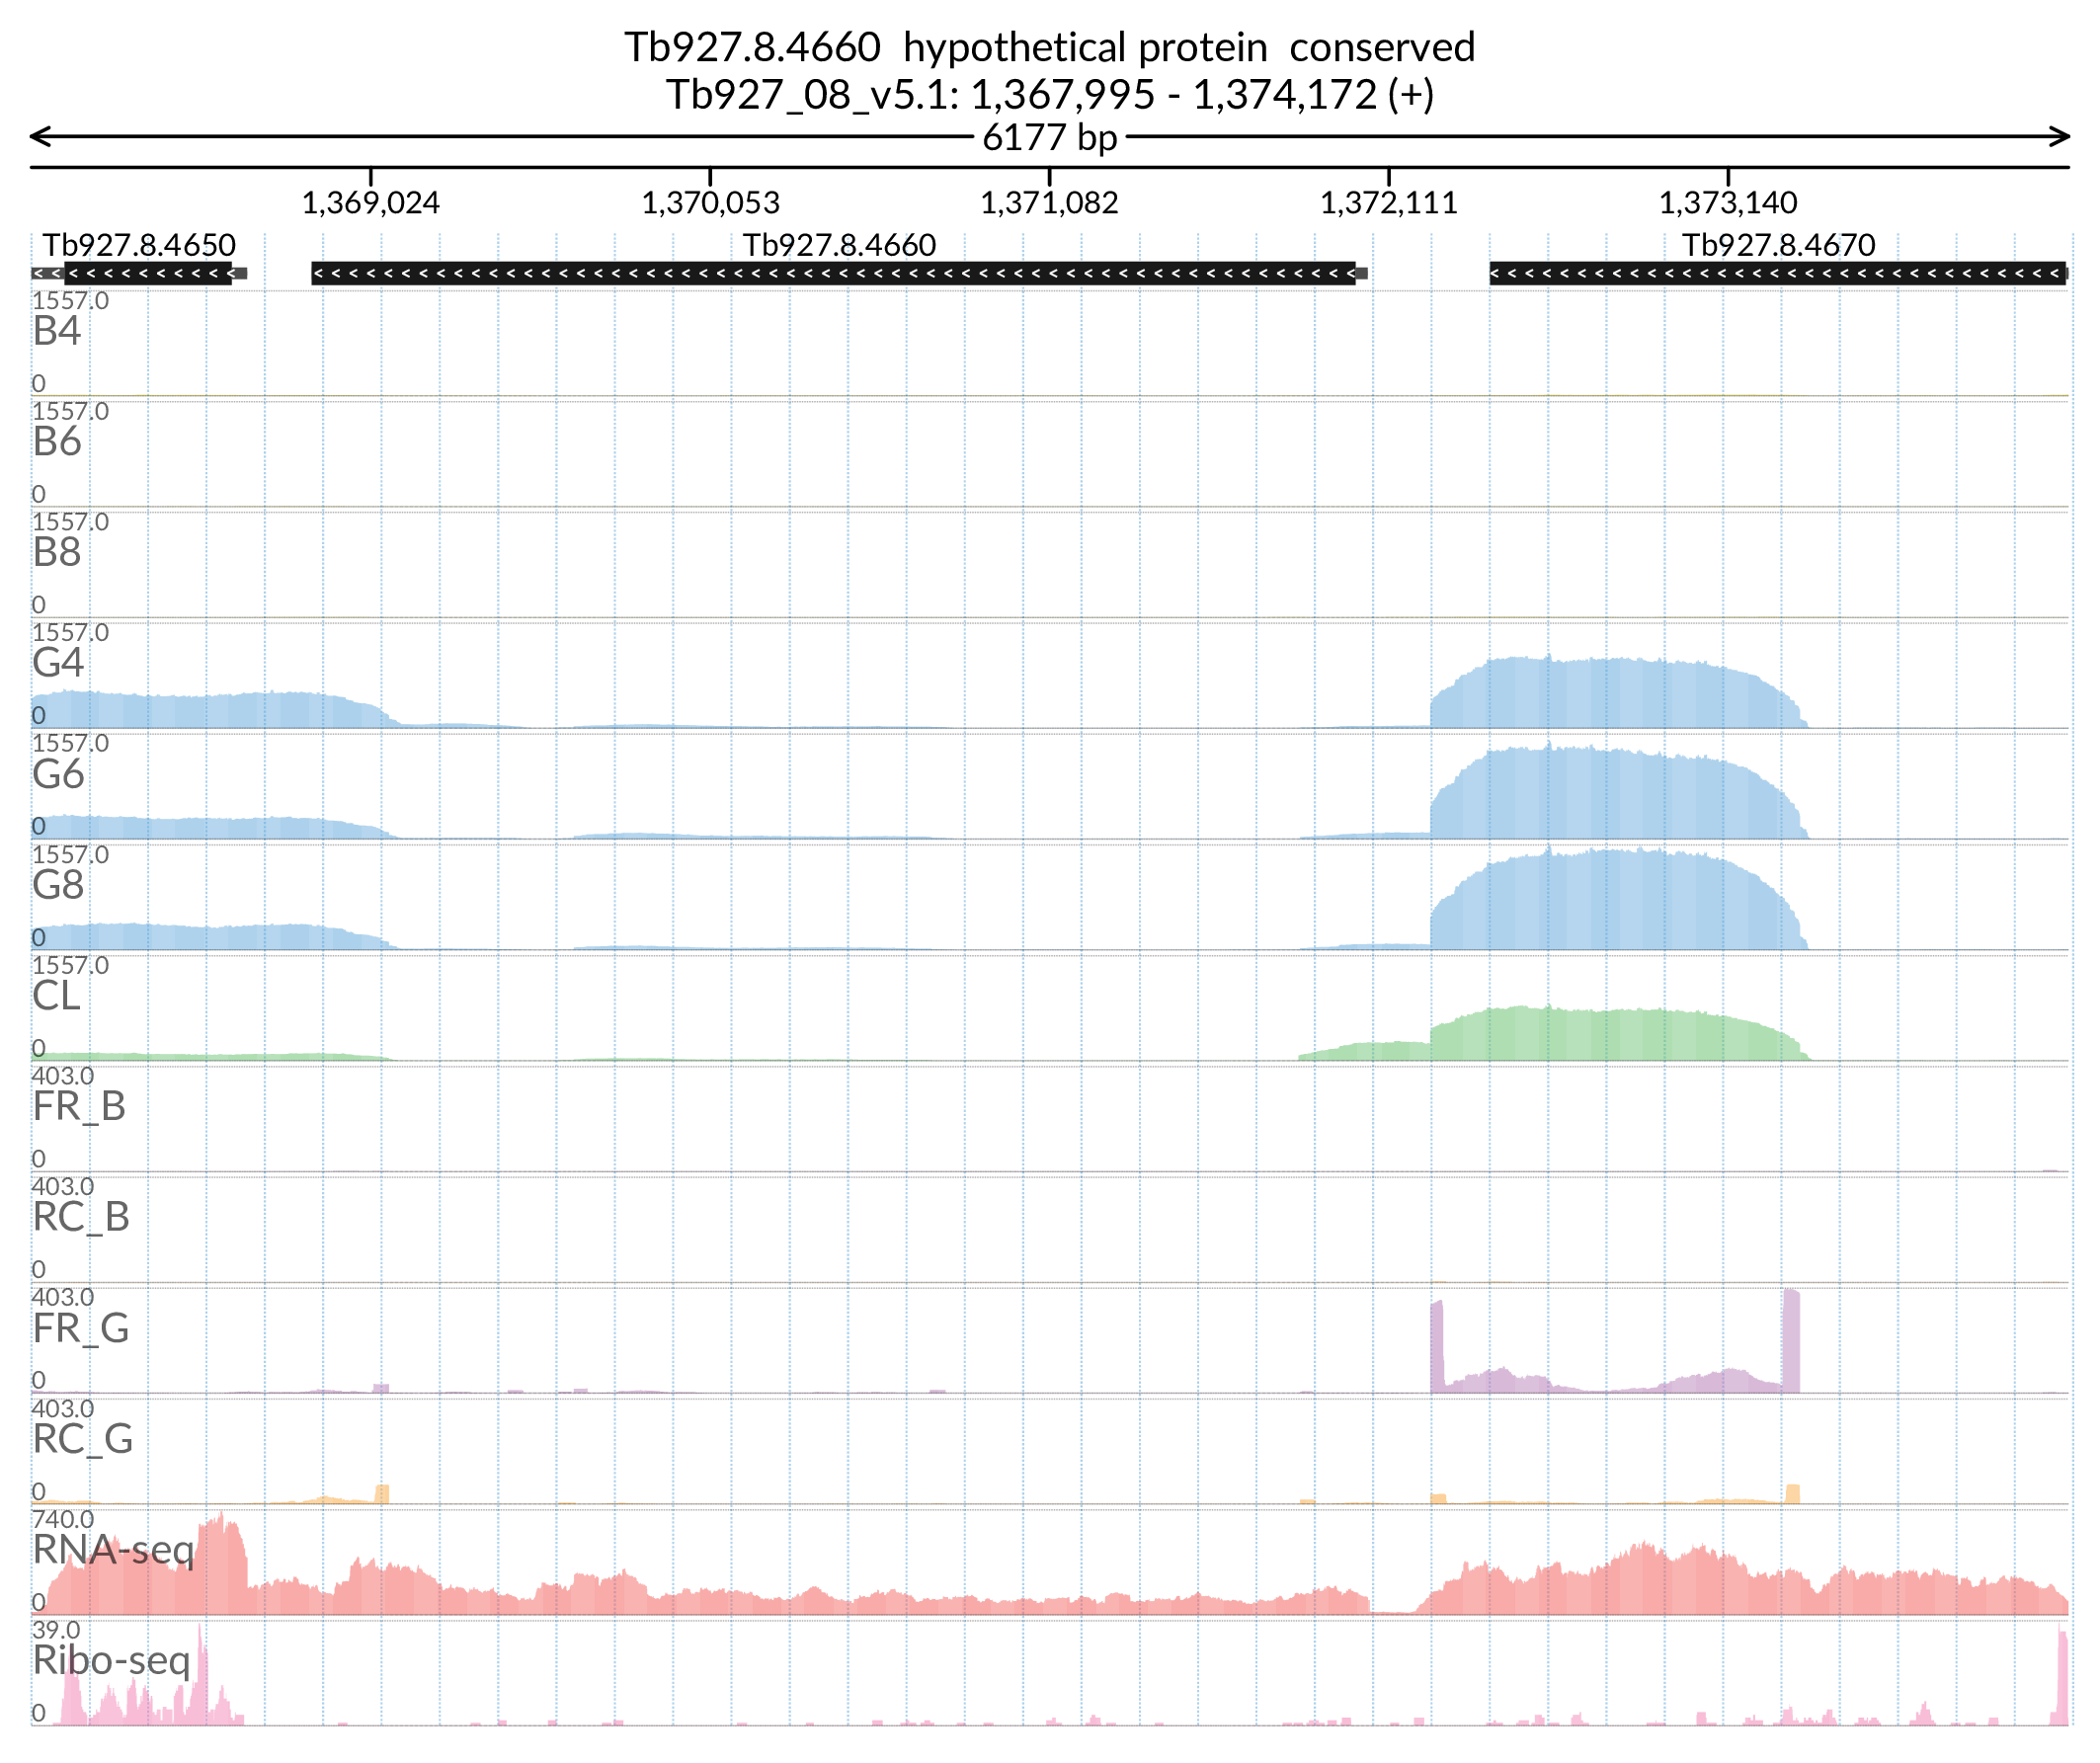 Tb927.8.4660  hypothetical protein  conserved
Tb927_08_v5.1: 1,367,995 - 1,374,172 (+)
6177 bp
1,369,024 1,370,053 1,371,082 1,372,111 1,373,140
Tb927.8.4650 Tb927.8.4660 Tb927.8.4670
1557.0
B4
0
1557.0
B6
0
1557.0
B8
0
1557.0
G4
0
1557.0
G6
0
1557.0
G8
0
1557.0
CL
0
403.0
FR_B
0
403.0
RC_B
0
403.0
FR_G
0
403.0
RC_G
0
740.0
RNA-seq
0
39.0
Ribo-seq
0